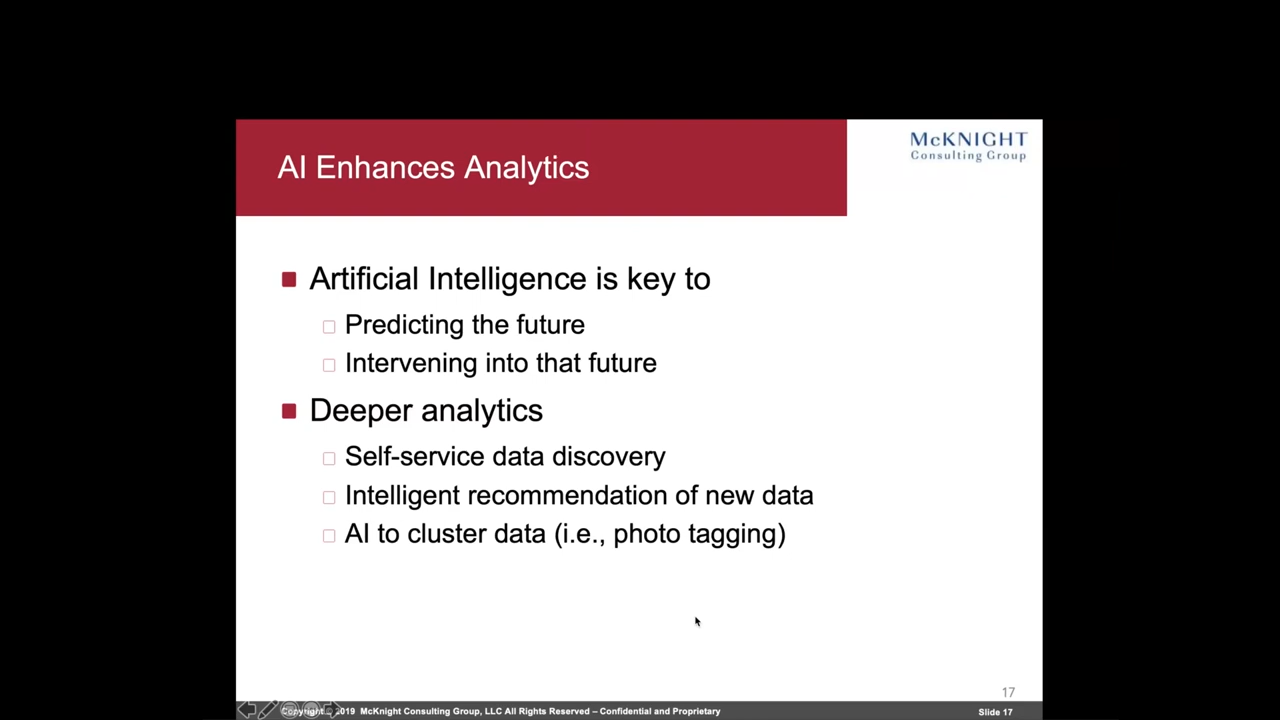 AI Enhances Analytics
McKNIGHT
Consulting Group
Artificial Intelligence is key to
Predicting the future
Intervening into that future
Deeper analytics
Self-service data discovery
Intelligent recommendation of new data
AI to cluster data (i.e., photo tagging)
17
Copyright © 2019 McKnight Consulting Group, LLC All Rights Reserved – Confidential and Proprietary
Slide 17